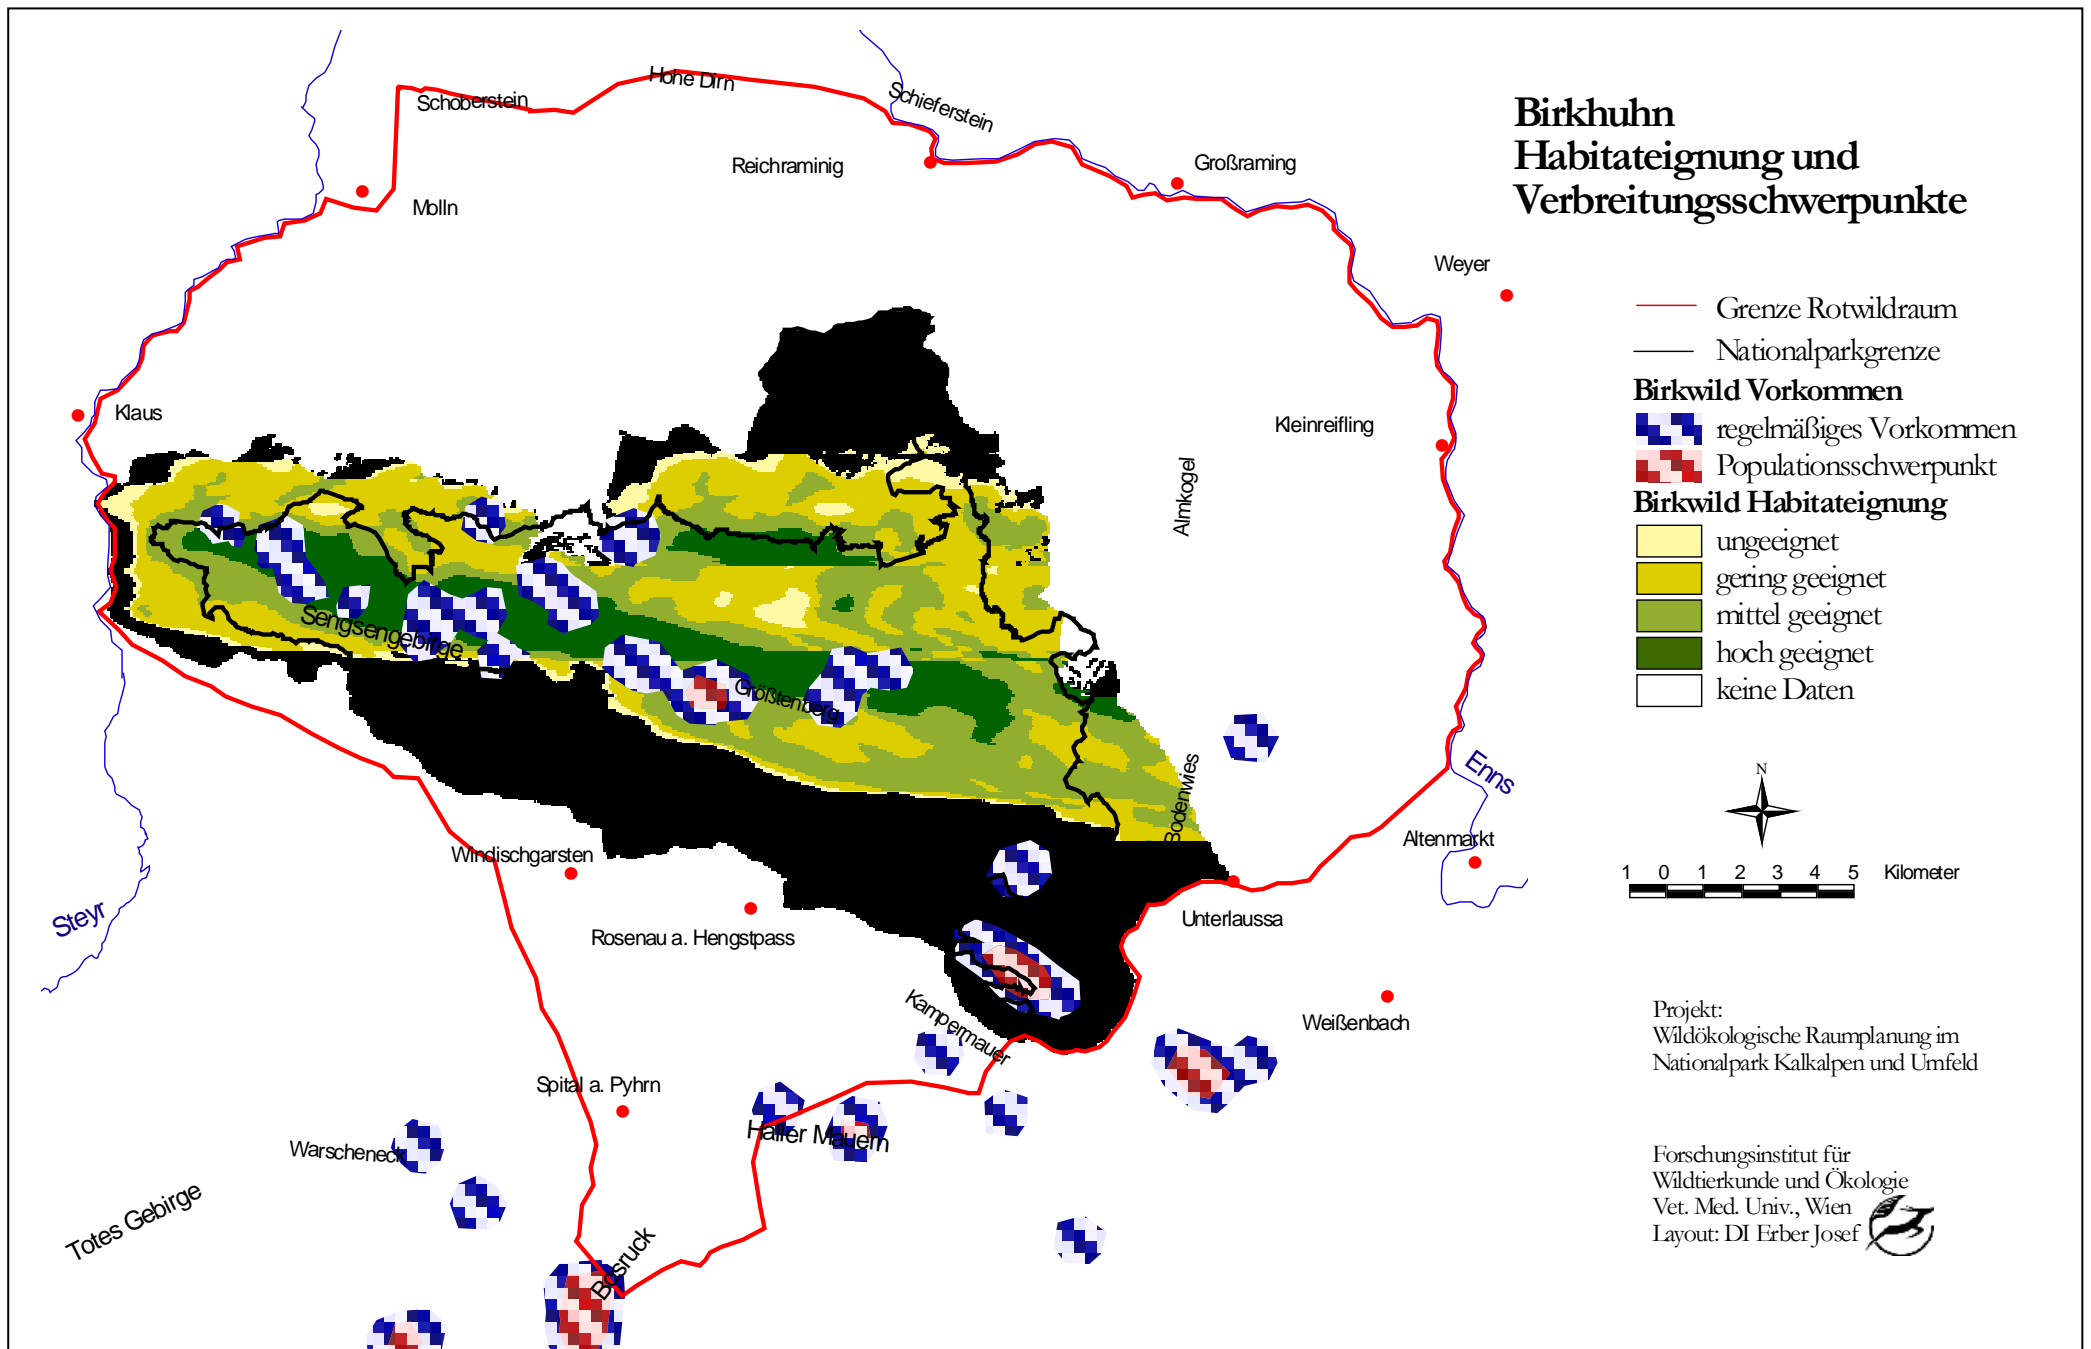 Birkhuhn
Habitateignung und
Verbreitungsschwerpunkte
Grenze Rotwildraum
Nationalparkgrenze
Birkwild Vorkommen
regelmäßiges Vorkommen
Populationsschwerpunkt
Birkwild Habitateignung
ungeeignet
gering geeignet
mittel geeignet
hoch geeignet
keine Daten
N
1 0 1 2 3 4 5 Kilometer
Projekt:
Wildökologische Raumplanung im
Nationalpark Kalkalpen und Umfeld
Forschungsinstitut für
Wildtierkunde und Ökologie
Vet. Med. Univ., Wien
Layout: DI Erber Josef
Hohe Dirn
Schoberstein
Schieferstein
Reichraminig
Großraming
Molln
Weyer
Klaus
Kleinreifling
Almkogel
Sengsengebirge
Größtenberg
Bodenwies
Enns
Altenmarkt
Windischgarsten
Steyr
Rosenau a. Hengstpass
Unterlaussa
Kampermauer
Weißenbach
Spital a. Pyhrn
Haller Mauern
Warscheneck
Totes Gebirge
Bosruck